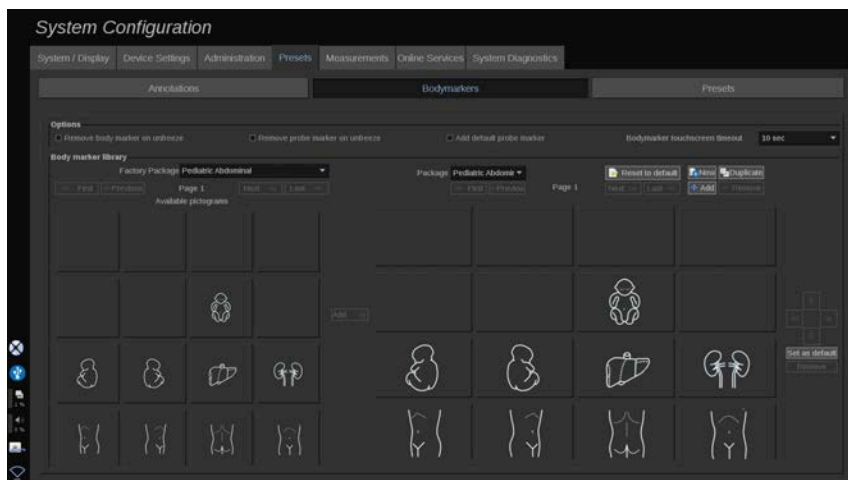 System Configuration
System / Display Device Settings Administration Presets Measurements Online Services System Diagnostics
Annotations Bodymarkers Presets
Options
Remove body marker on unfreeze Remove probe marker on unfreeze Add default probe marker Bodymarker touchscreen timeout 10 sec
Body marker library
Factory Package Pediatric Abdominal Package Pediatric Abdomir Reset to default New Duplicate
First Previous Page 1 Next Last First Previous Page 1 Next Last Add Remove
Available pictograms
Add
Set as default
Remove